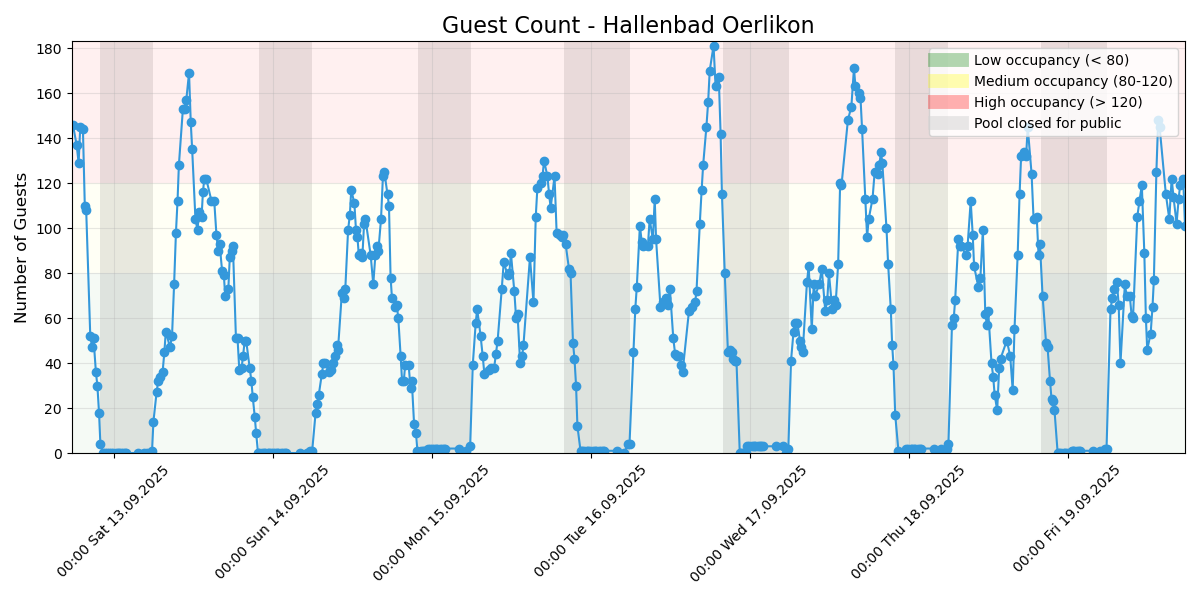 Guest Count - Hallenbad Oerlikon
Number of Guests
180
160
140
120
100
80
60
40
20
0
Low occupancy (< 80)
Medium occupancy (80-120)
High occupancy (> 120)
Pool closed for public
00:00 Sat 13.09.2025
00:00 Sun 14.09.2025
00:00 Mon 15.09.2025
00:00 Tue 16.09.2025
00:00 Wed 17.09.2025
00:00 Thu 18.09.2025
00:00 Fri 19.09.2025